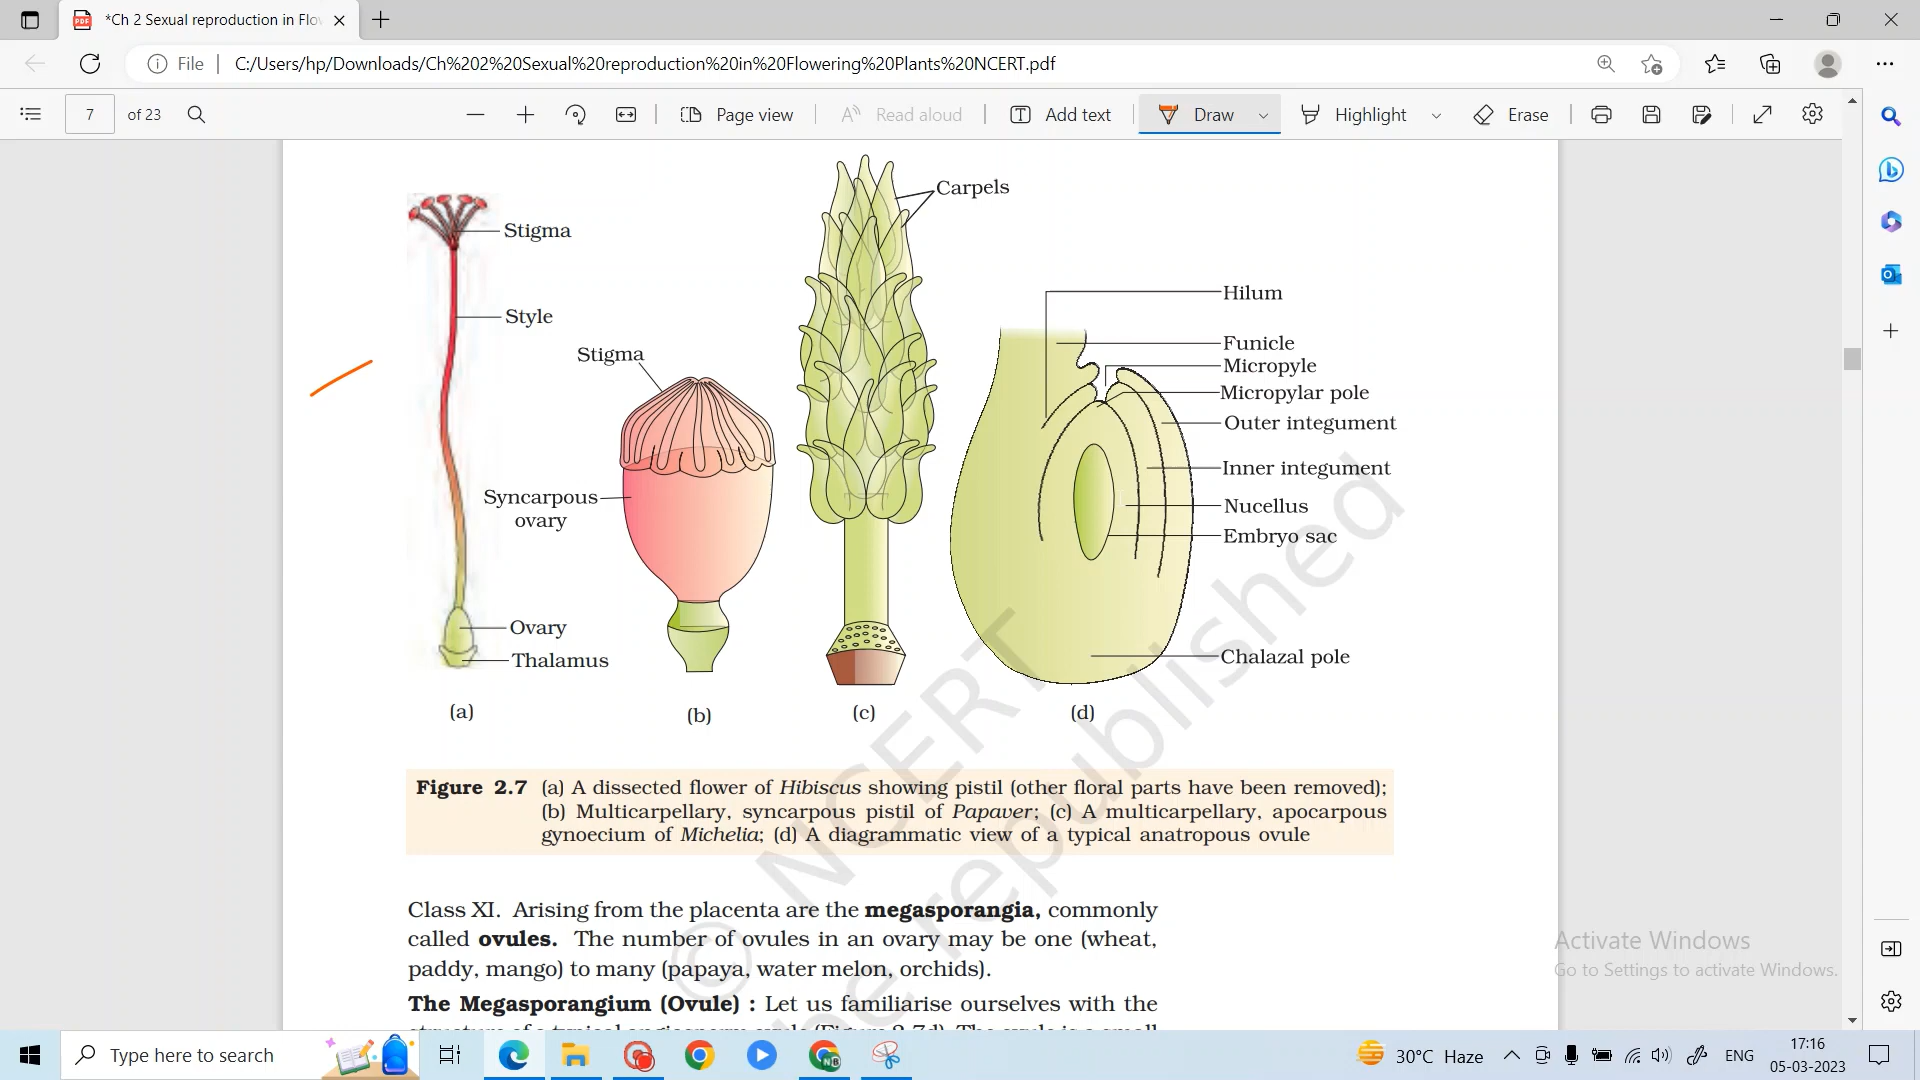 *Ch 2 Sexual reproduction in Flo
File
C:/Users/hp/Downloads/Ch%202%20Sexual%20reproduction%20in%20Flowering%20Plants%20NCERT.pdf
7 of 23
Page view
Read aloud
Add text
Draw
Highlight
Erase
Carpels
Stigma
Style
Stigma
Syncarpous
ovary
Ovary
Thalamus
Hilum
Funicle
Micropyle
Micropylar pole
Outer integument
Inner integument
Nucellus
Embryo sac
Chalazal pole
(a)
(b)
(c)
(d)
© NCERT
be republished
Figure 2.7 (a) A dissected flower of Hibiscus showing pistil (other floral parts have been removed);
(b) Multicarpellary, syncarpous pistil of Papaver; (c) A multicarpellary, apocarpous
gynoecium of Michelia; (d) A diagrammatic view of a typical anatropous ovule
Class XI. Arising from the placenta are the megasporangia, commonly
called ovules. The number of ovules in an ovary may be one (wheat,
paddy, mango) to many (papaya, water melon, orchids).
The Megasporangium (Ovule) : Let us familiarise ourselves with the
Activate Windows
Go to Settings to activate Windows.
Type here to search
30°C Haze
ENG
17:16
05-03-2023